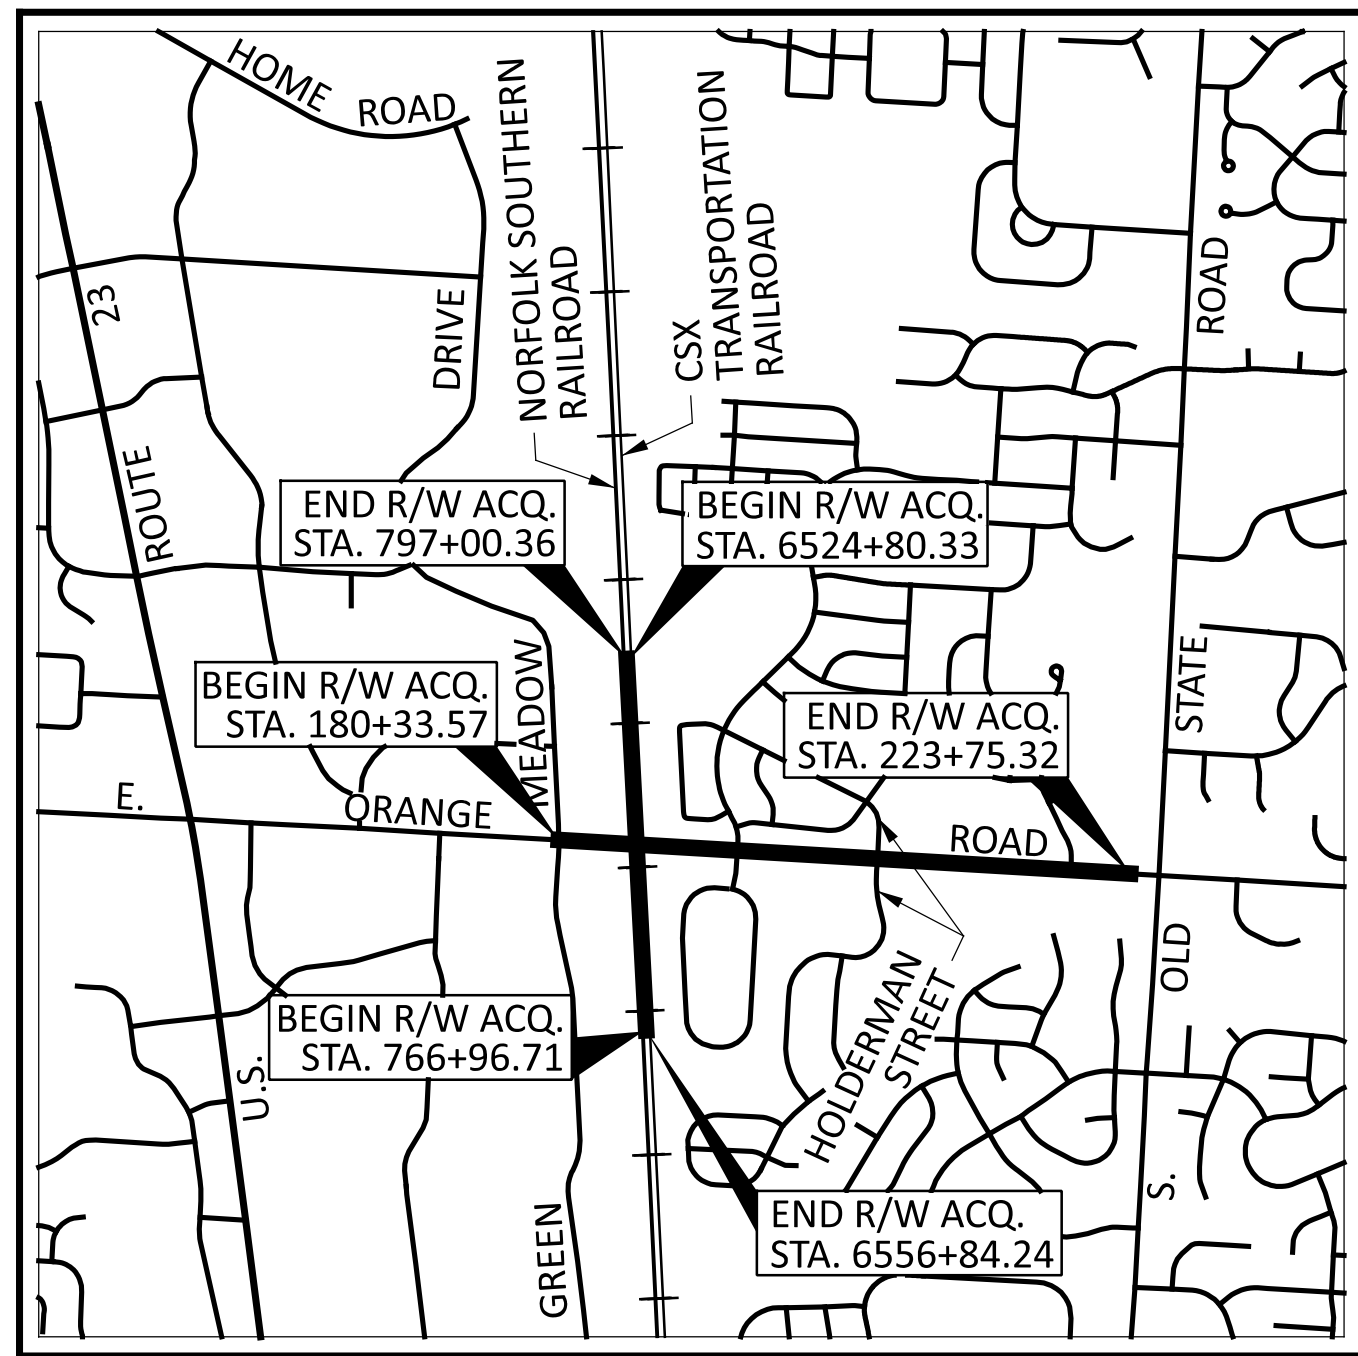 HOME
ROAD
NORFOLK SOUTHERN
RAILROAD
CSX
TRANSPORTATION
RAILROAD
ROAD
23
DRIVE
ROUTE
END R/W ACQ.
STA. 797+00.36
BEGIN R/W ACQ.
STA. 6524+80.33
BEGIN R/W ACQ.
STA. 180+33.57
MEADOW
END R/W ACQ.
STA. 223+75.32
STATE
E.
ORANGE
ROAD
OLD
HOLDERMAN
STREET
BEGIN R/W ACQ.
STA. 766+96.71
U.S.
S.
GREEN
END R/W ACQ.
STA. 6556+84.24